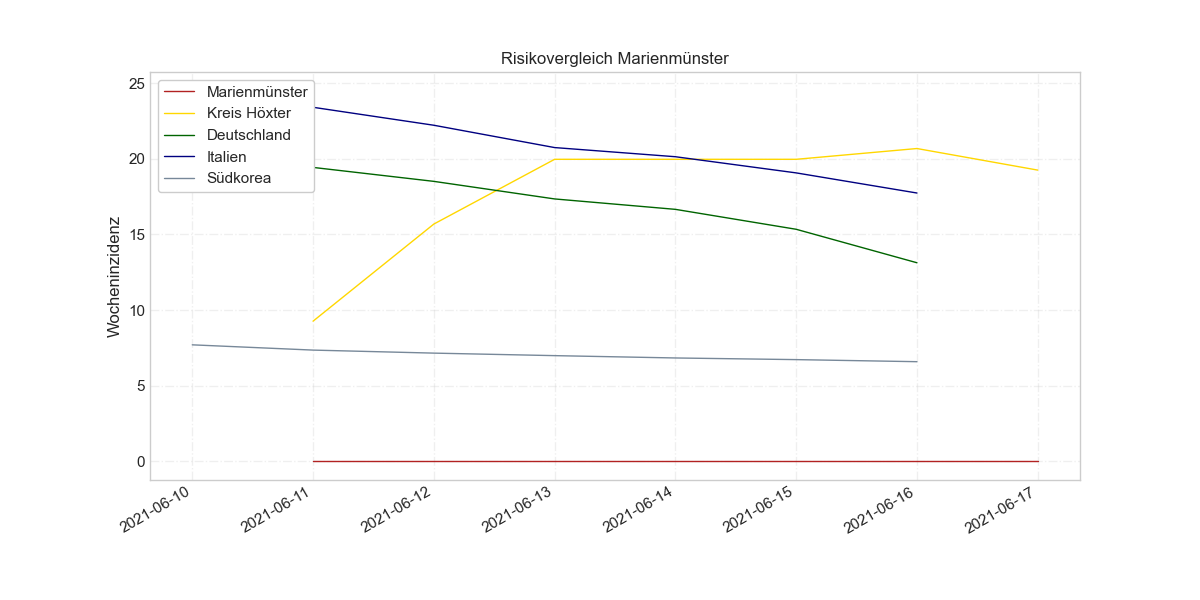 Risikovergleich Marienmünster
Wocheninzidenz
25
20
15
10
5
0
Marienmünster
Kreis Höxter
Deutschland
Italien
Südkorea
2021-06-10
2021-06-11
2021-06-12
2021-06-13
2021-06-14
2021-06-15
2021-06-16
2021-06-17